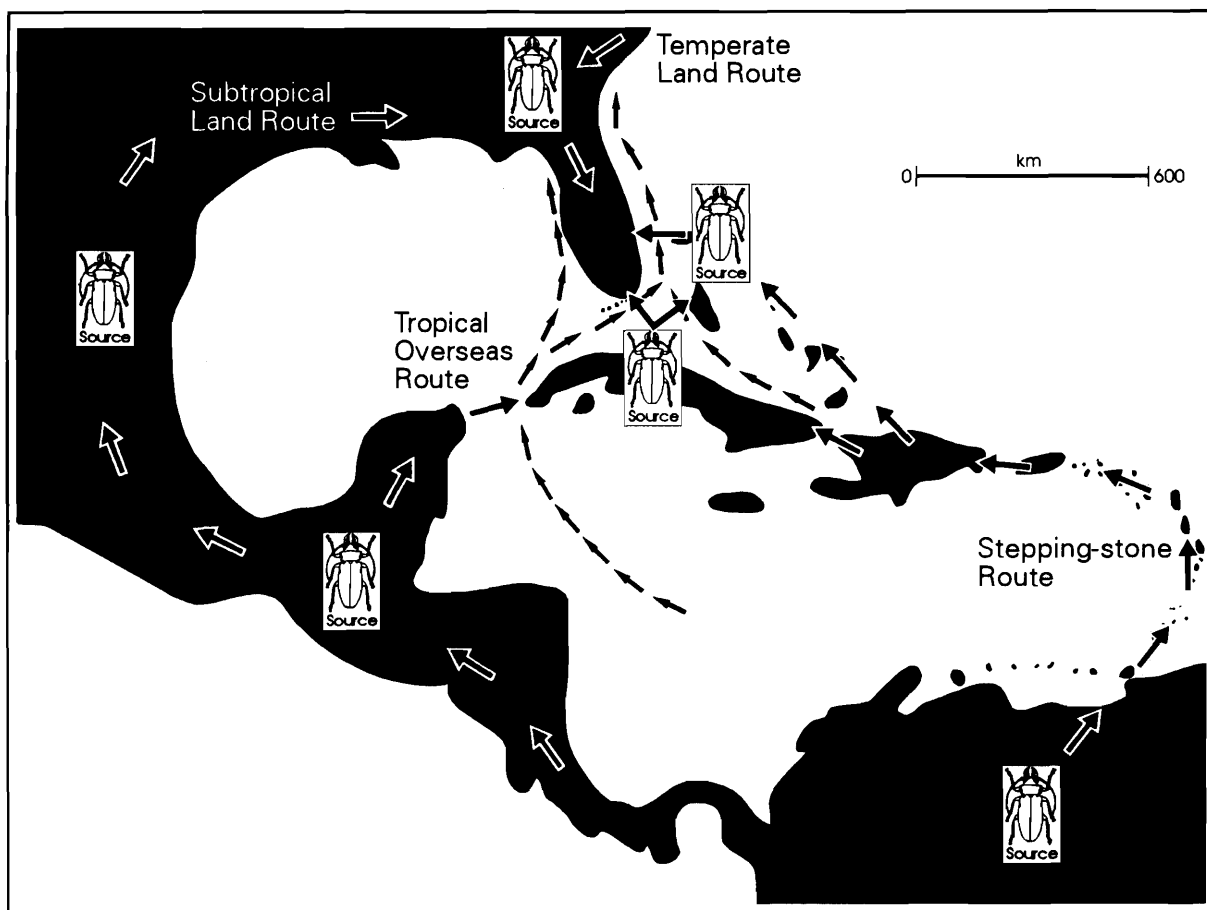 Temperate
Land Route
Source
Subtropical
Land Route
km
0 600
Source
Source
Tropical
Overseas
Route
Source
Source
Stepping-stone
Route
Source